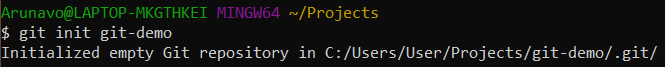 Arunavo@LAPTOP-MKGTHKEI MINGW64 ~/Projects
$ git init git-demo
Initialized empty Git repository in C:/Users/User/Projects/git-demo/.git/